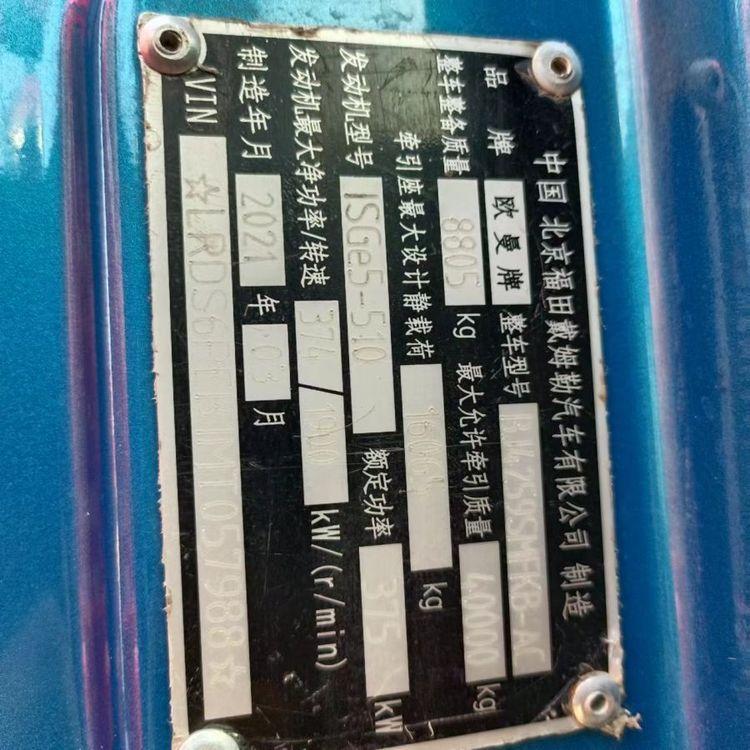 中国 北京福田戴姆勒汽车有限公司 制造
品牌 欧曼牌 整车型号
整车整备质量 8805 kg 最大允许牵引质量 40000 kg
牵引座最大设计静载荷 kg
发动机型号 ISGe5-510 额定功率 375 kW
发动机最大净功率/转速 374/1900 kW/(r/min)
制造年月 2021 年 03 月
VIN